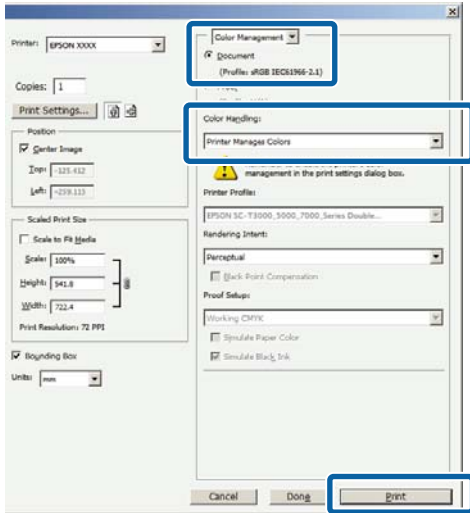 Printer: EPSON XXXX
Copies: 1
Print Settings...
Position
Center Image
Top: -125.412
Left: -259.115
Scaled Print Size
Scale to Fit Media
Scale: 100%
Height: 541.8
Width: 722.4
Print Resolution: 72 PPI
Bounding Box
Units: mm
Color Management
Document
(Profile: sRGB IEC61966-2.1)
Color Handling:
Printer Manages Colors
management in the print settings dialog box.
Printer Profile:
EPSON SC-T3000_5000_7000_Series Double...
Rendering Intent:
Perceptual
Black Point Compensation
Proof Setup:
Working CMYK
Simulate Paper Color
Simulate Black Ink
Cancel
Done
Print